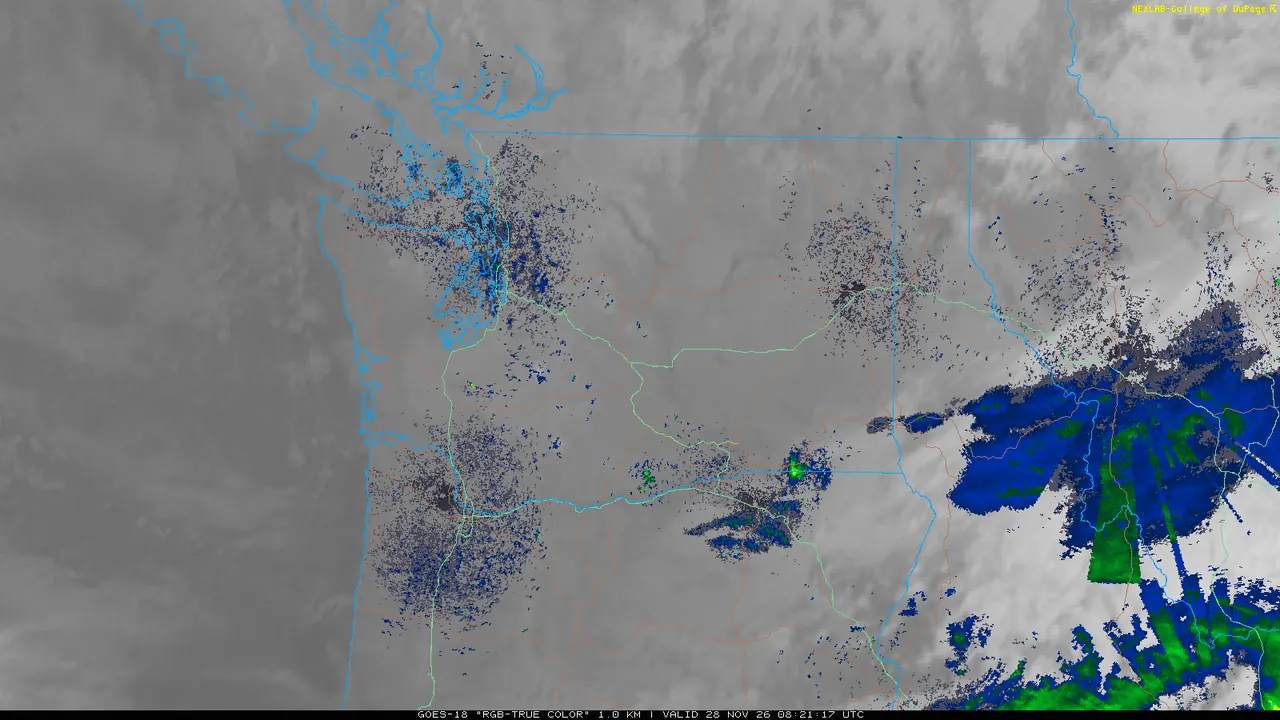 NEXLAB-College of DuPage
GOES-18 "RGB-TRUE COLOR" 1.0 KM | VALID 28 NOV 26 08:21:17 UTC